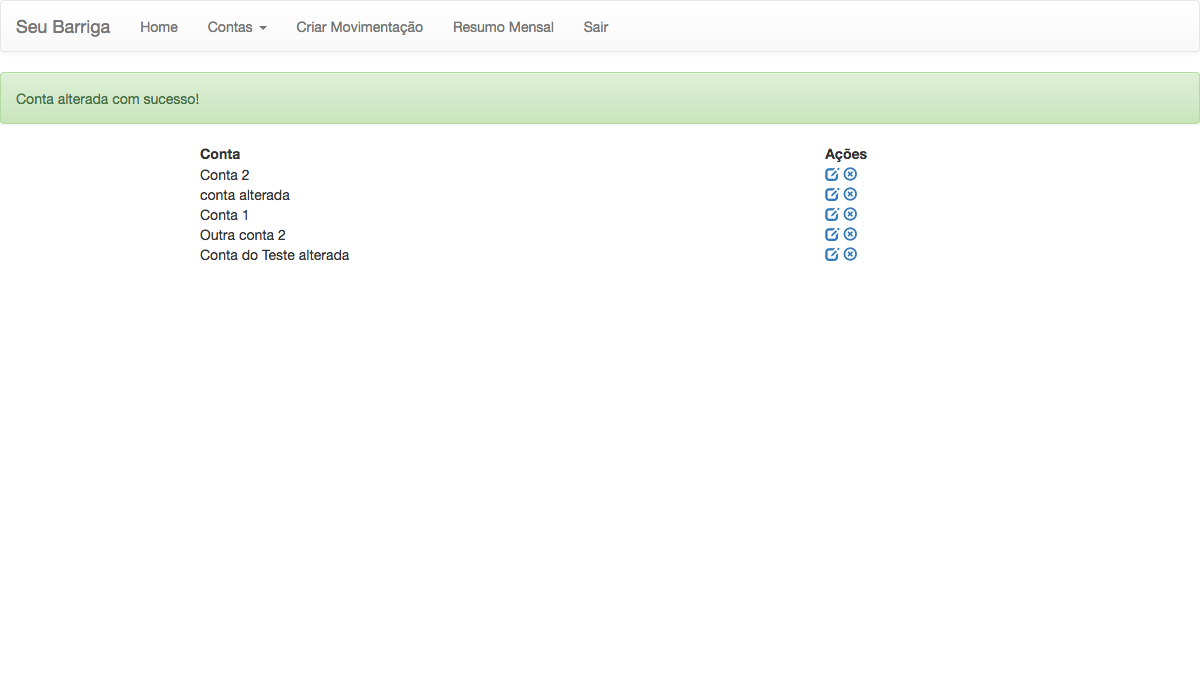 Seu Barriga Home Contas Criar Movimentação Resumo Mensal Sair
Conta alterada com sucesso!
Conta Ações
Conta 2
conta alterada
Conta 1
Outra conta 2
Conta do Teste alterada